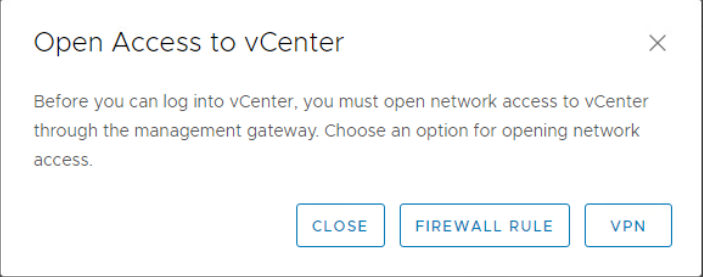 Open Access to vCenter
Before you can log into vCenter, you must open network access to vCenter
through the management gateway. Choose an option for opening network
access.
CLOSE FIREWALL RULE VPN